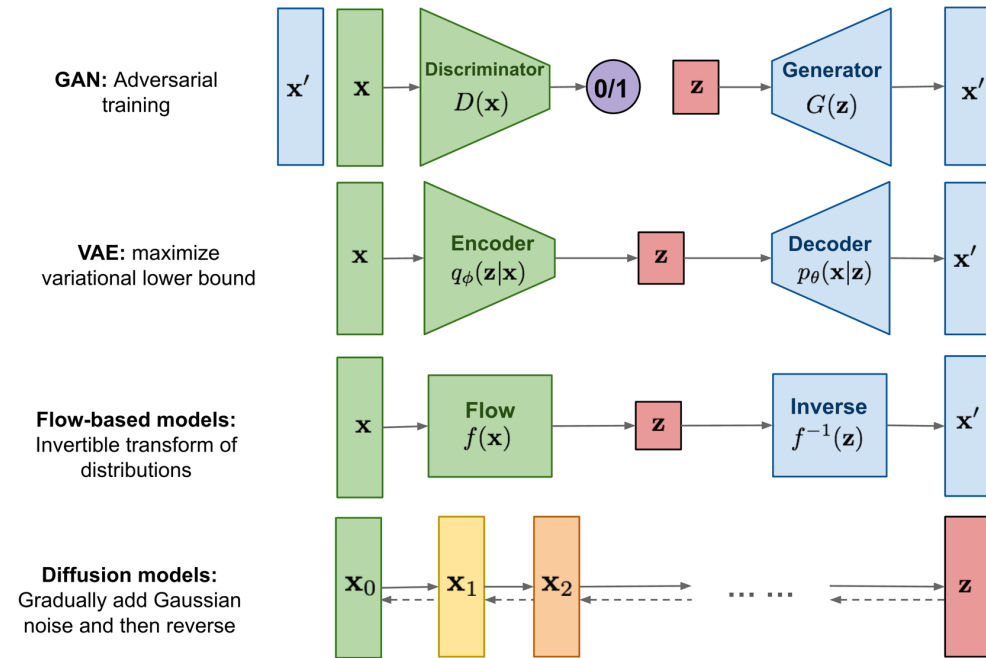 GAN: Adversarial
training
x′
x
Discriminator
D(x)
0/1
z
Generator
G(z)
x′
VAE: maximize
variational lower bound
x
Encoder
qϕ(z|x)
z
Decoder
pθ(x|z)
x′
Flow-based models:
Invertible transform of
distributions
x
Flow
f(x)
z
Inverse
f⁻¹(z)
x′
Diffusion models:
Gradually add Gaussian
noise and then reverse
x₀
x₁
x₂
... ...
z